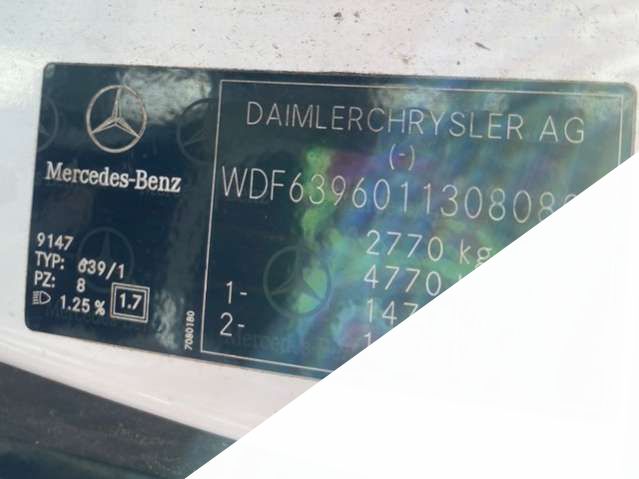 Mercedes-Benz
9147
TYP: 639/1
PZ: 8
1.25 % 1.7
7080180
DAIMLERCHRYSLER AG
(-)
2770 kg
1- 4770
2-